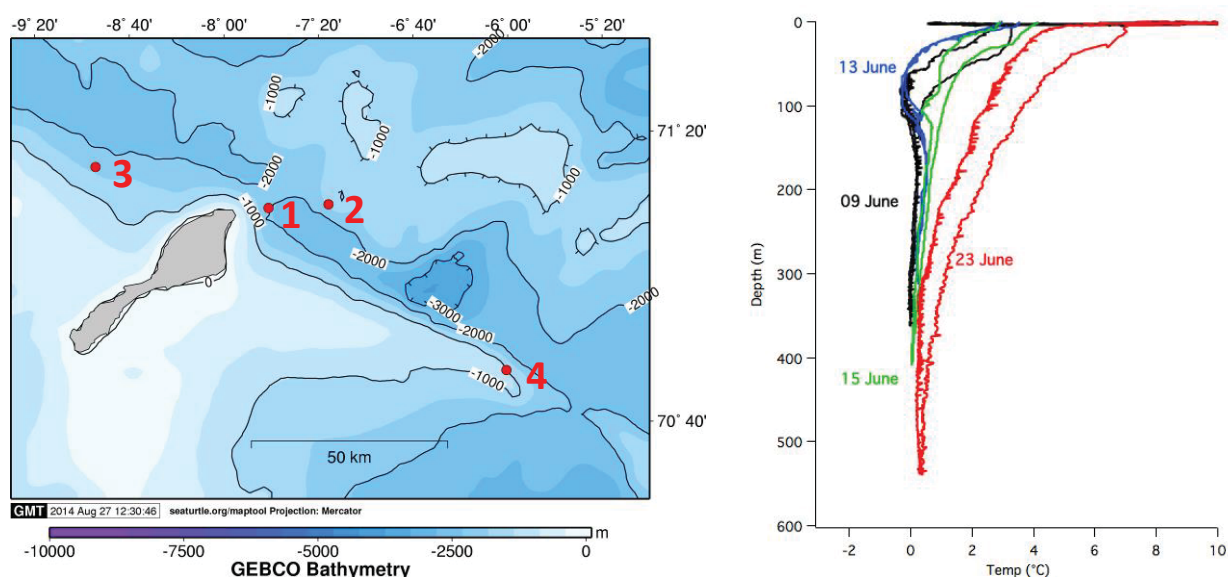 -9° 20' -8° 40' -8° 00' -7° 20' -6° 40' -6° 00' -5° 20'
-2000
-2000
-1000
-1000
71° 20'
-1000
3
-2000
-1000
-1000
1
2
-2000
0
-2000
-3000
-2000
-1000
4
70° 40'
50 km
GMT 2014 Aug 27 12:30:46 seaturtle.org/maptool Projection: Mercator
-10000 -7500 -5000 -2500 0 m
GEBCO Bathymetry
0
100
200
300
400
500
600
Depth (m)
13 June
09 June
23 June
15 June
-2 0 2 4 6 8 10
Temp (°C)